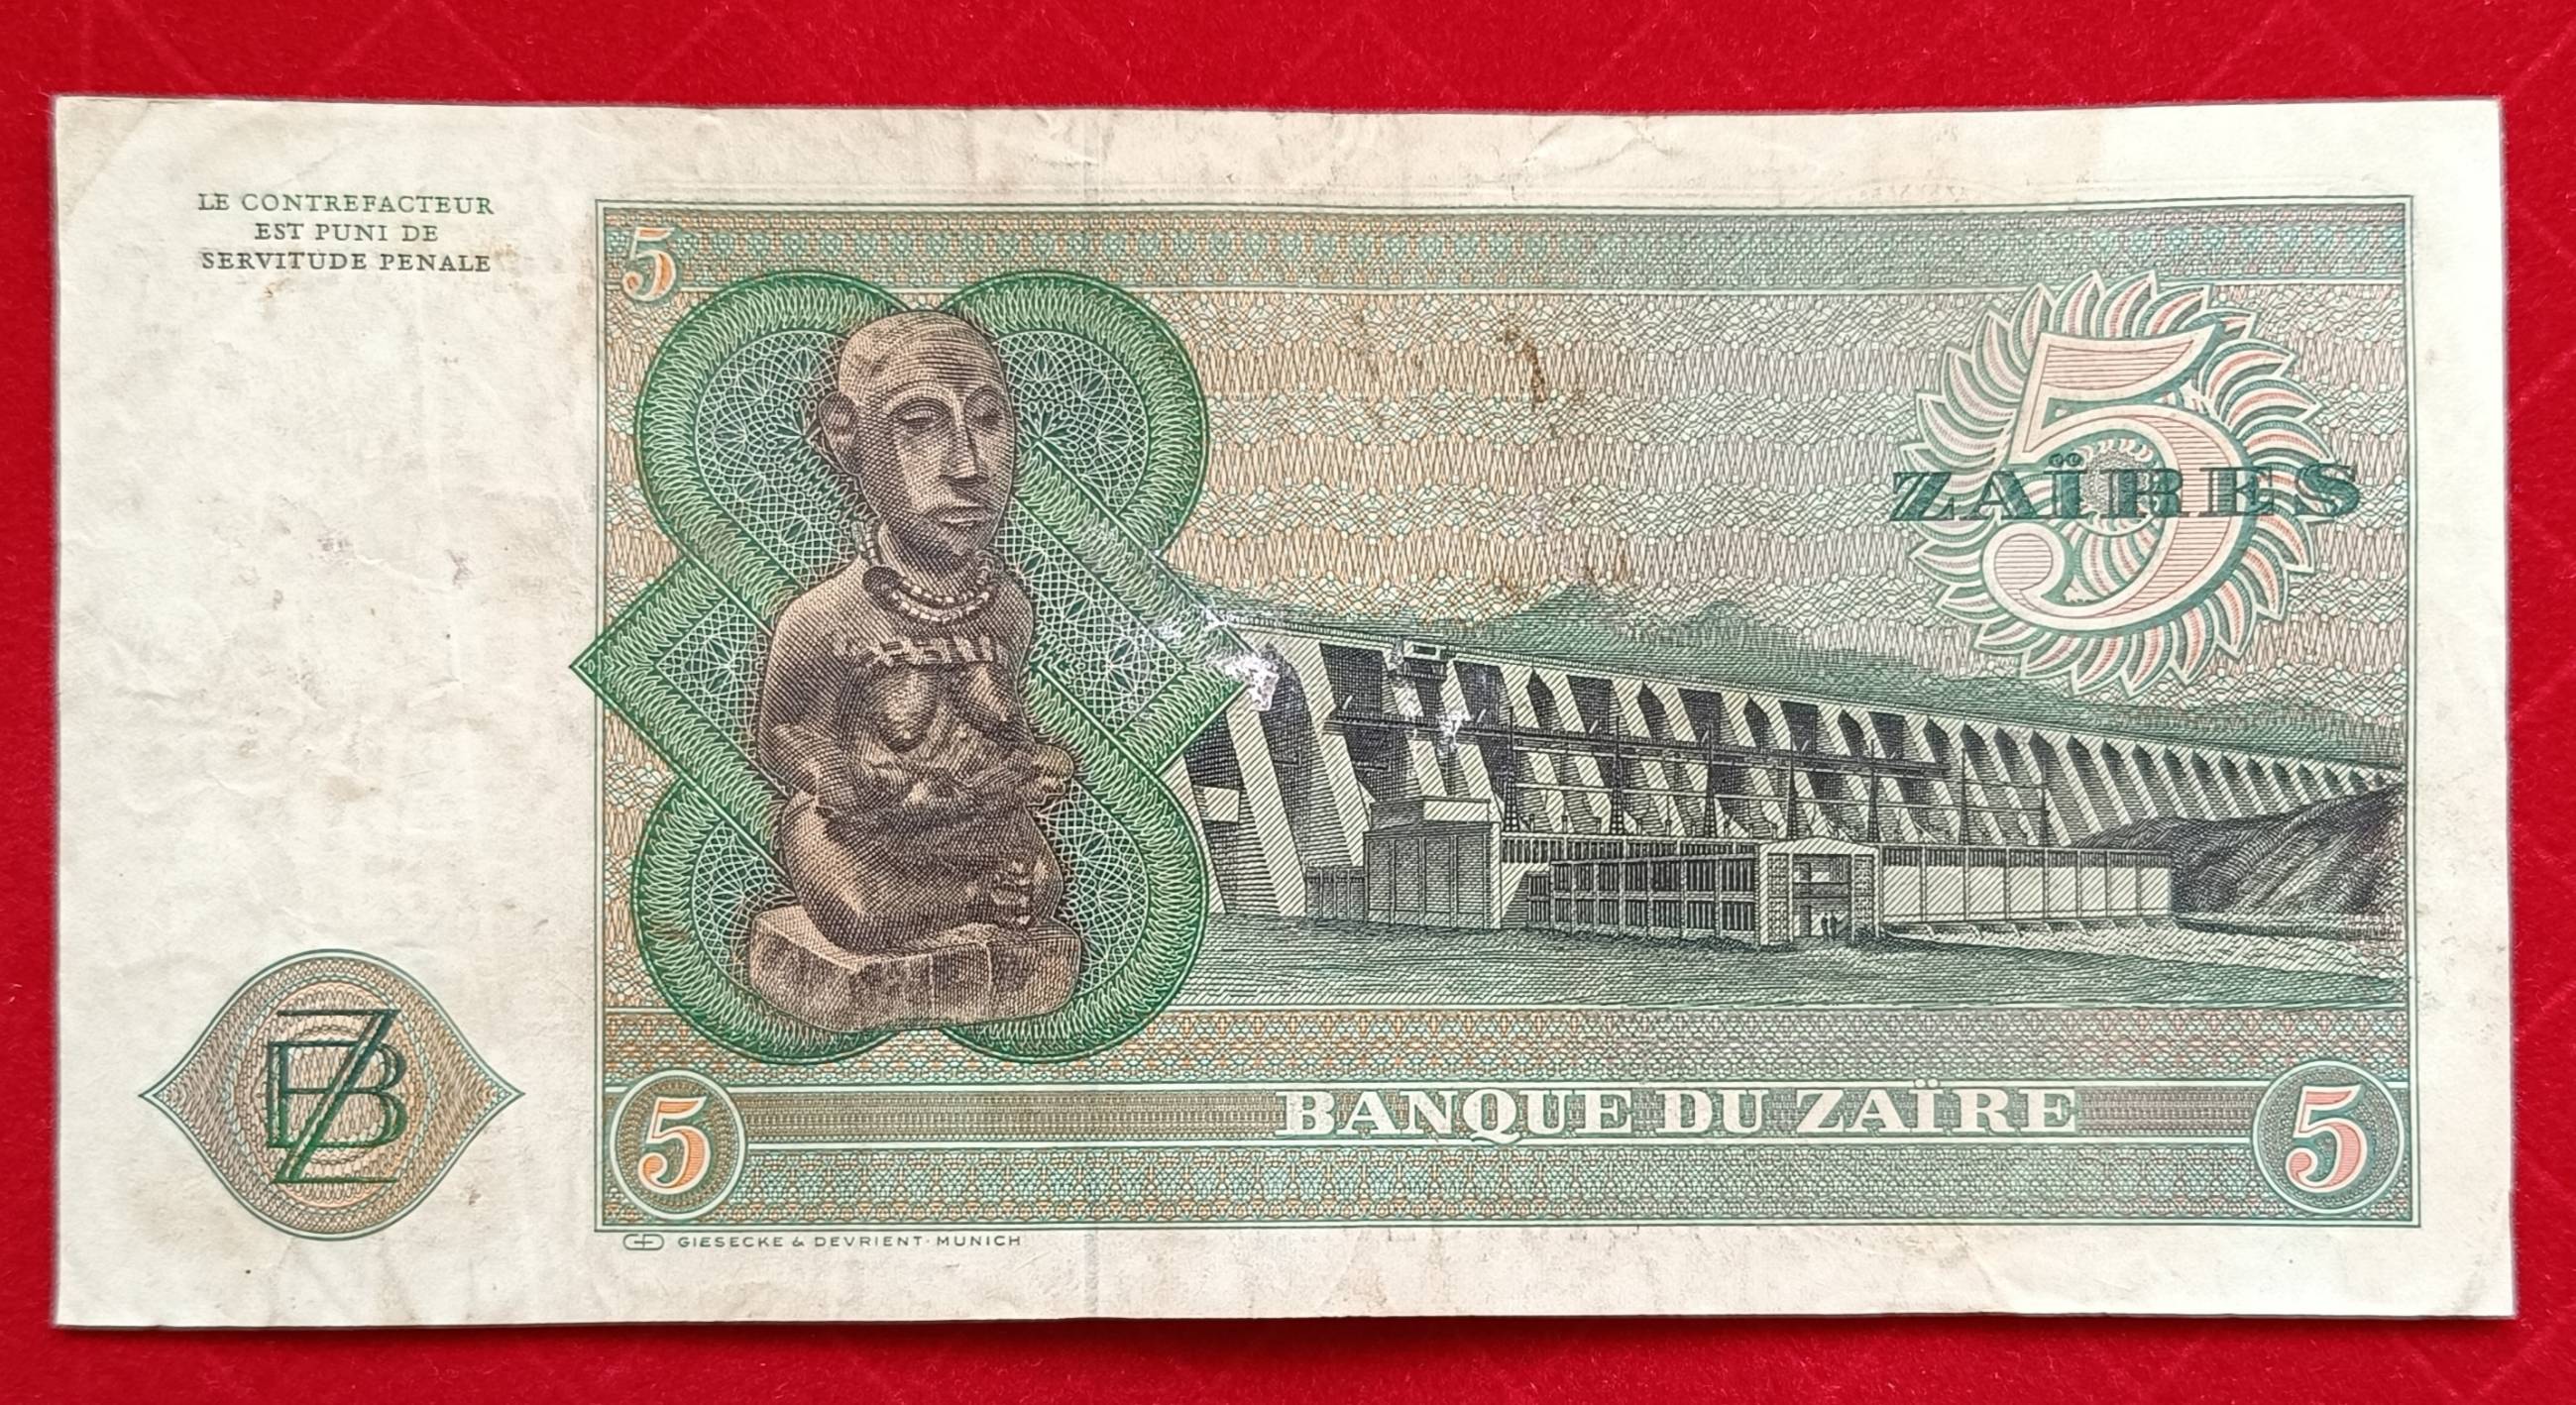 LE CONTREFACTEUR
EST PUNI DE
SERVITUDE PENALE
5
5
ZAÏRES
BZ
5
BANQUE DU ZAÏRE
5
GD GIESECKE & DEVRIENT · MUNICH